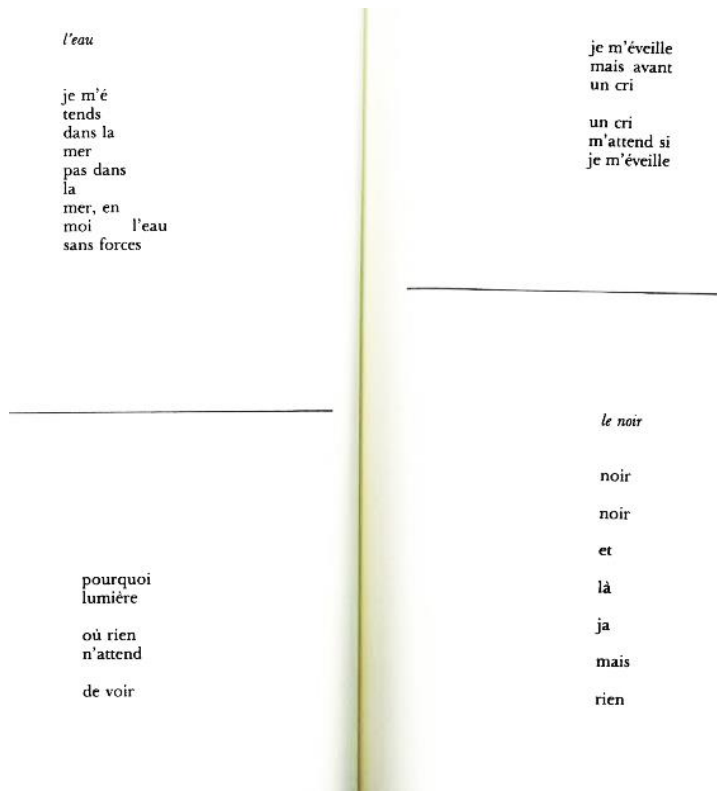 l'eau
je m'é
tends
dans la
mer
pas dans
la
mer, en
moi l'eau
sans forces
pourquoi
lumière
où rien
n'attend
de voir
je m'éveille
mais avant
un cri
un cri
m'attend si
je m'éveille
le noir
noir
noir
et
là
ja
mais
rien